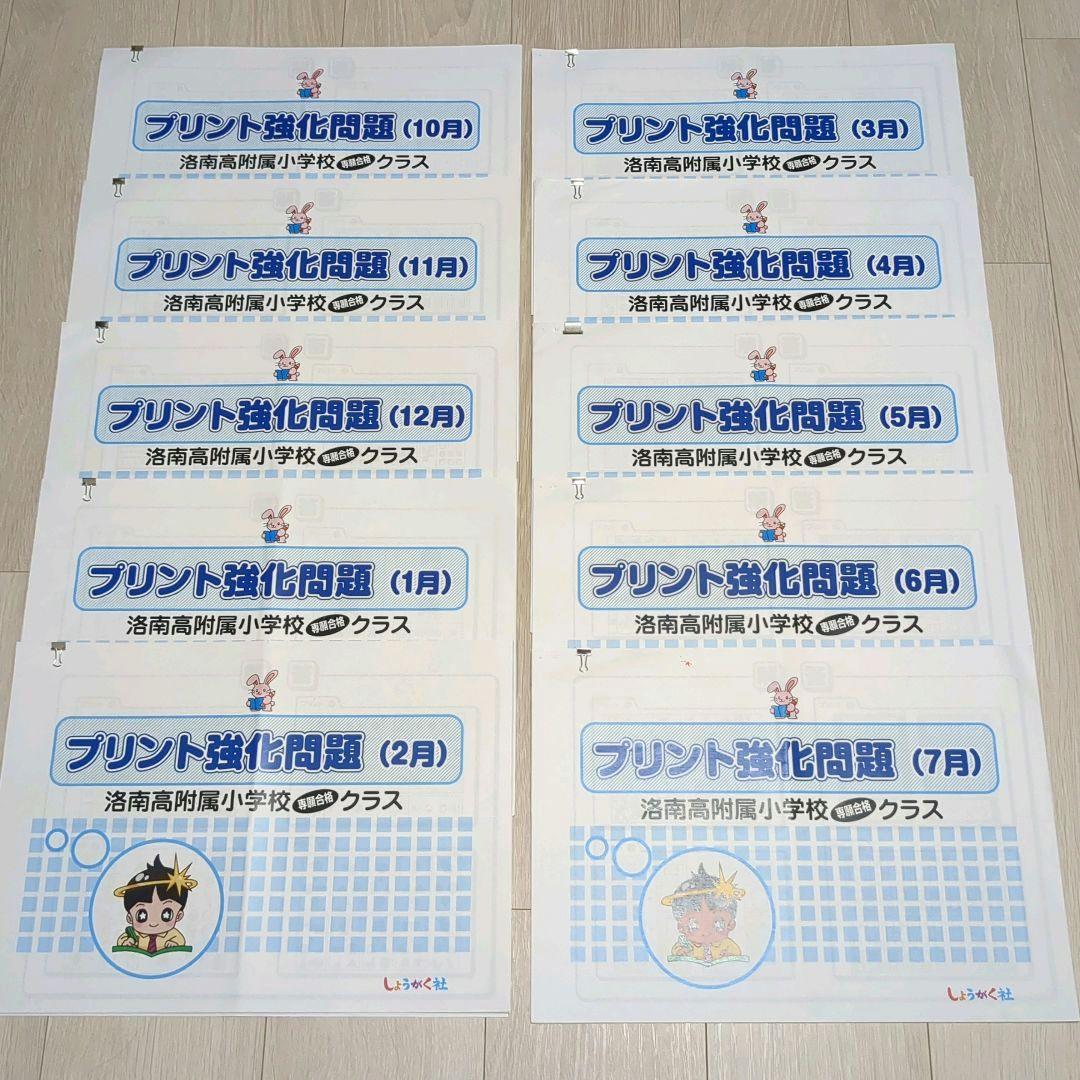 プリント強化問題(10月)
洛南高附属小学校専願合格クラス
プリント強化問題(11月)
洛南高附属小学校専願合格クラス
プリント強化問題(12月)
洛南高附属小学校専願合格クラス
プリント強化問題(1月)
洛南高附属小学校専願合格クラス
プリント強化問題(2月)
洛南高附属小学校専願合格クラス
しょうがく社
プリント強化問題(3月)
洛南高附属小学校専願合格クラス
プリント強化問題(4月)
洛南高附属小学校専願合格クラス
プリント強化問題(5月)
洛南高附属小学校専願合格クラス
プリント強化問題(6月)
洛南高附属小学校専願合格クラス
プリント強化問題(7月)
洛南高附属小学校専願合格クラス
しょうがく社